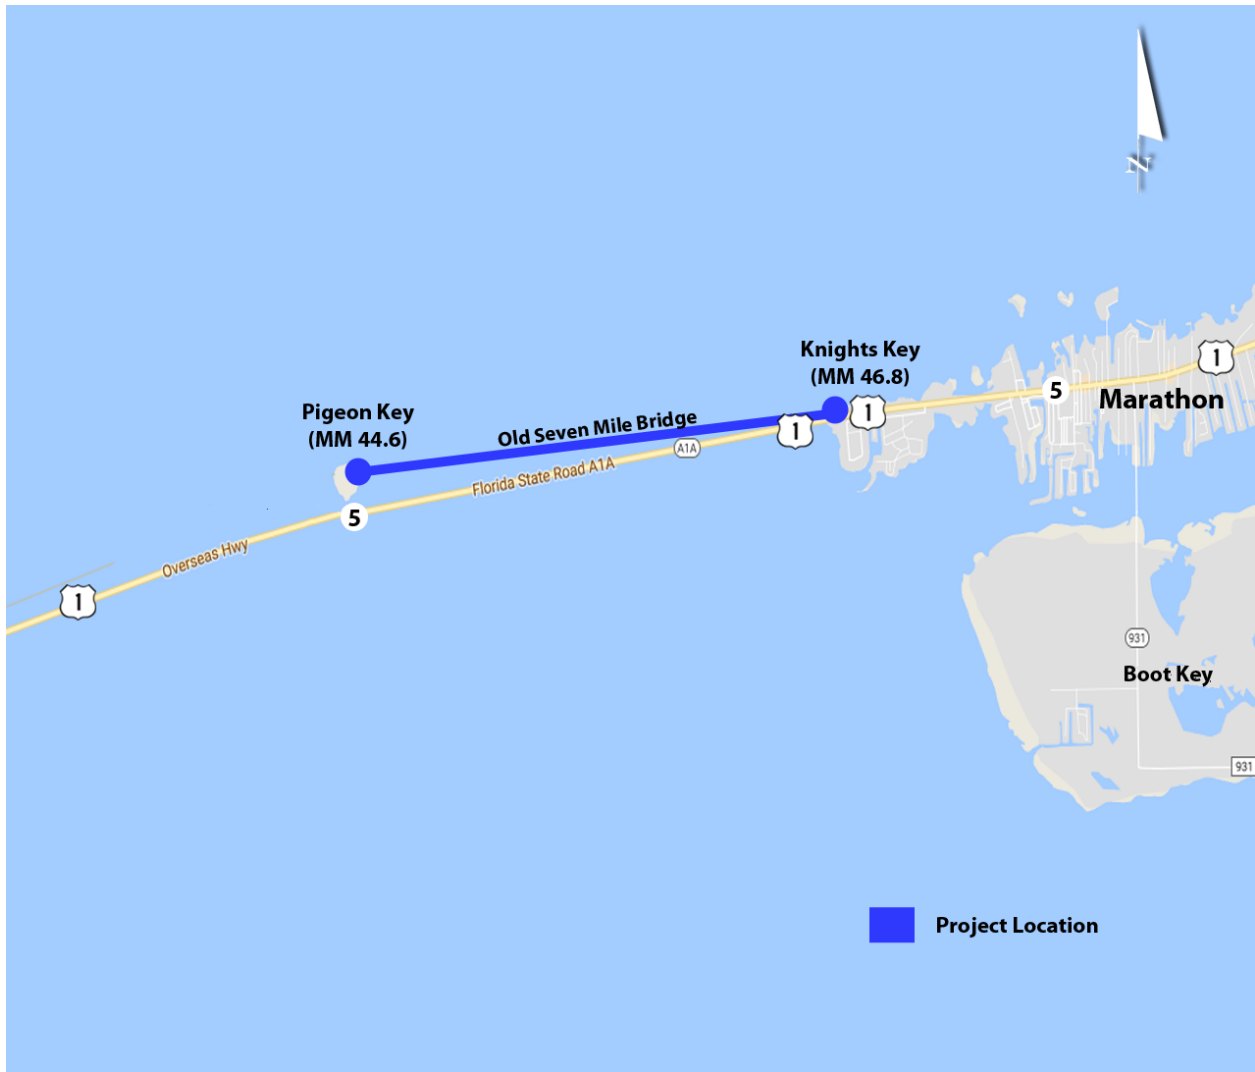 N
Knights Key
(MM 46.8)
1
5
Marathon
1
1
Pigeon Key
(MM 44.6)
Old Seven Mile Bridge
A1A
Florida State Road A1A
5
Overseas Hwy
1
931
Boot Key
931
Project Location